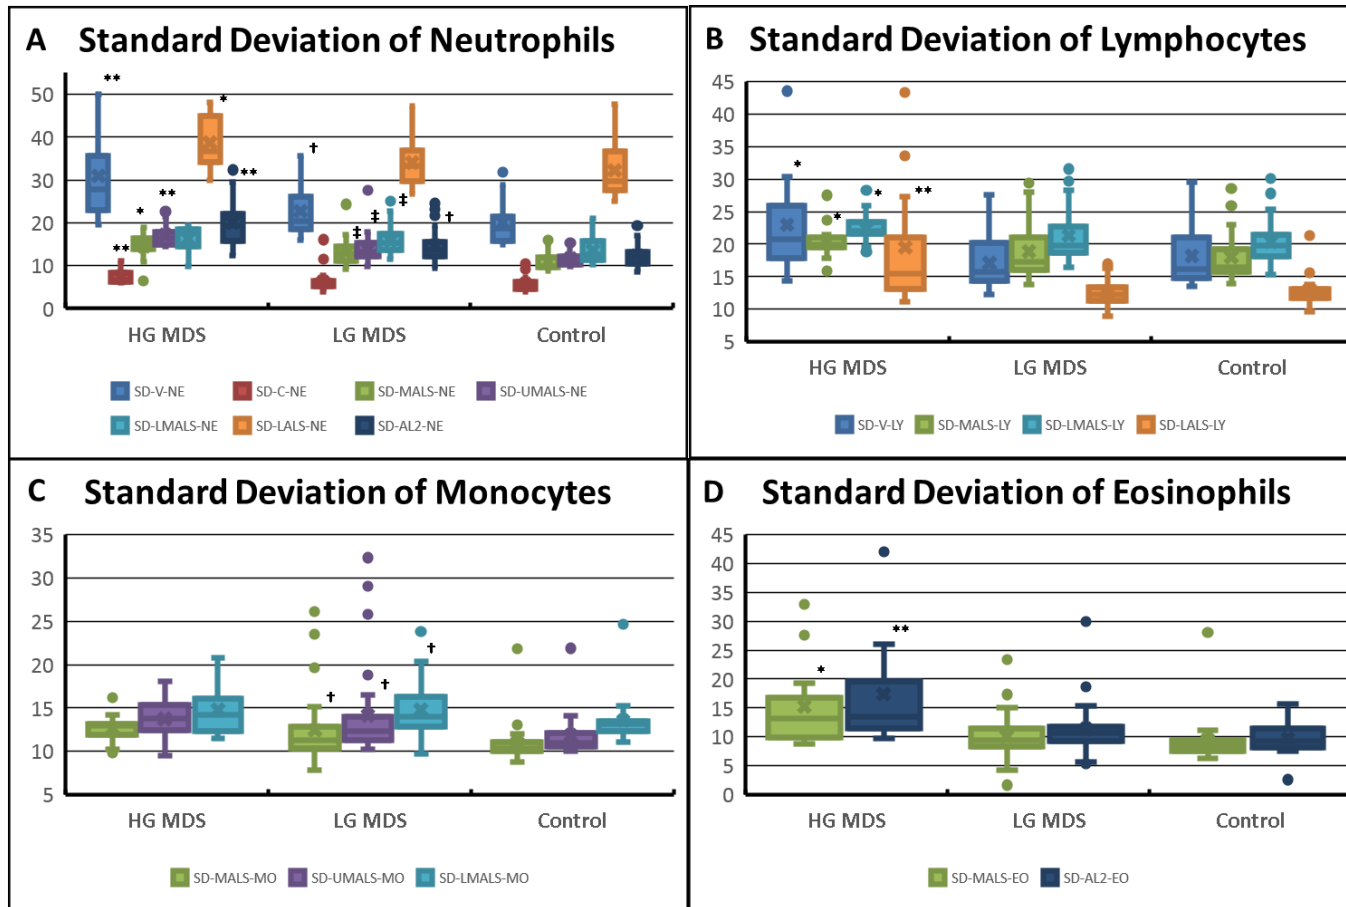 A Standard Deviation of Neutrophils
50
40
30
20
10
0
**
**
*
**
*
**
†
‡
‡
†
HG MDS
LG MDS
Control
SD-V-NE
SD-C-NE
SD-MALS-NE
SD-UMALS-NE
SD-LMALS-NE
SD-LALS-NE
SD-AL2-NE
B Standard Deviation of Lymphocytes
45
40
35
30
25
20
15
10
5
*
*
*
**
HG MDS
LG MDS
Control
SD-V-LY
SD-MALS-LY
SD-LMALS-LY
SD-LALS-LY
C Standard Deviation of Monocytes
35
30
25
20
15
10
5
†
†
†
HG MDS
LG MDS
Control
SD-MALS-MO
SD-UMALS-MO
SD-LMALS-MO
D Standard Deviation of Eosinophils
45
40
35
30
25
20
15
10
5
0
*
**
HG MDS
LG MDS
Control
SD-MALS-EO
SD-AL2-EO